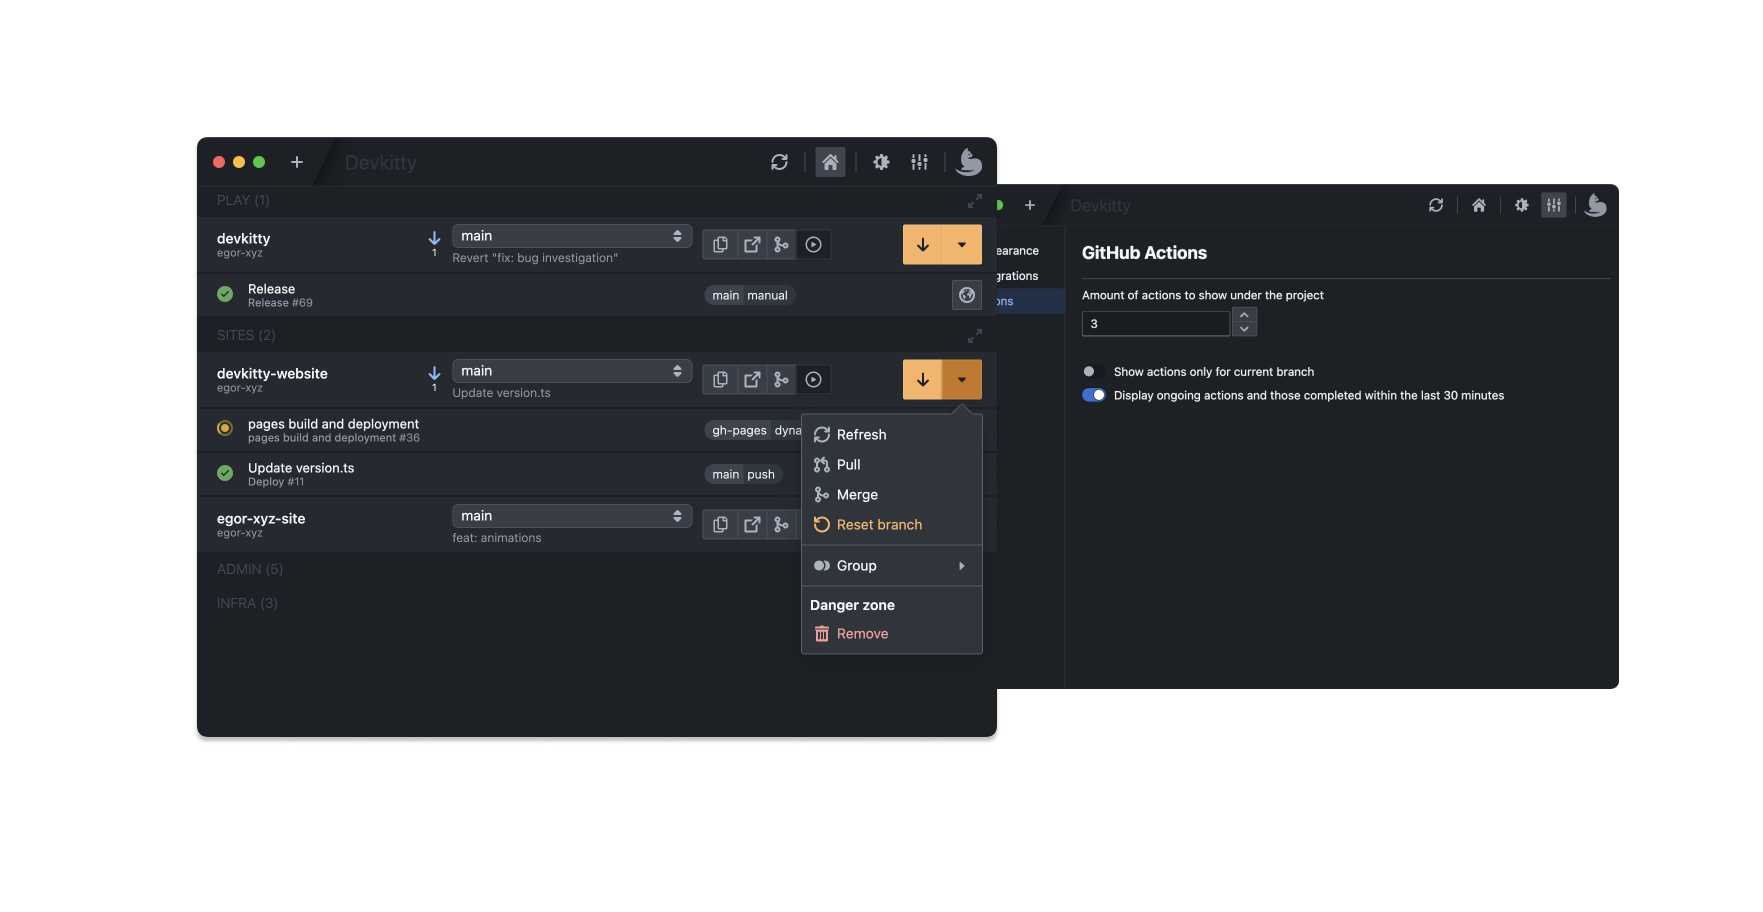 Devkitty
PLAY (1)
devkitty
egor-xyz
1
main
Revert "fix: bug investigation"
Release
Release #69
main manual
SITES (2)
devkitty-website
egor-xyz
1
main
Update version.ts
pages build and deployment
pages build and deployment #36
gh-pages dyna
Update version.ts
Deploy #11
main push
egor-xyz-site
egor-xyz
main
feat: animations
ADMIN (5)
INFRA (3)
Refresh
Pull
Merge
Reset branch
Group
Danger zone
Remove
Devkitty
earance
grations
ons
GitHub Actions
Amount of actions to show under the project
3
Show actions only for current branch
Display ongoing actions and those completed within the last 30 minutes